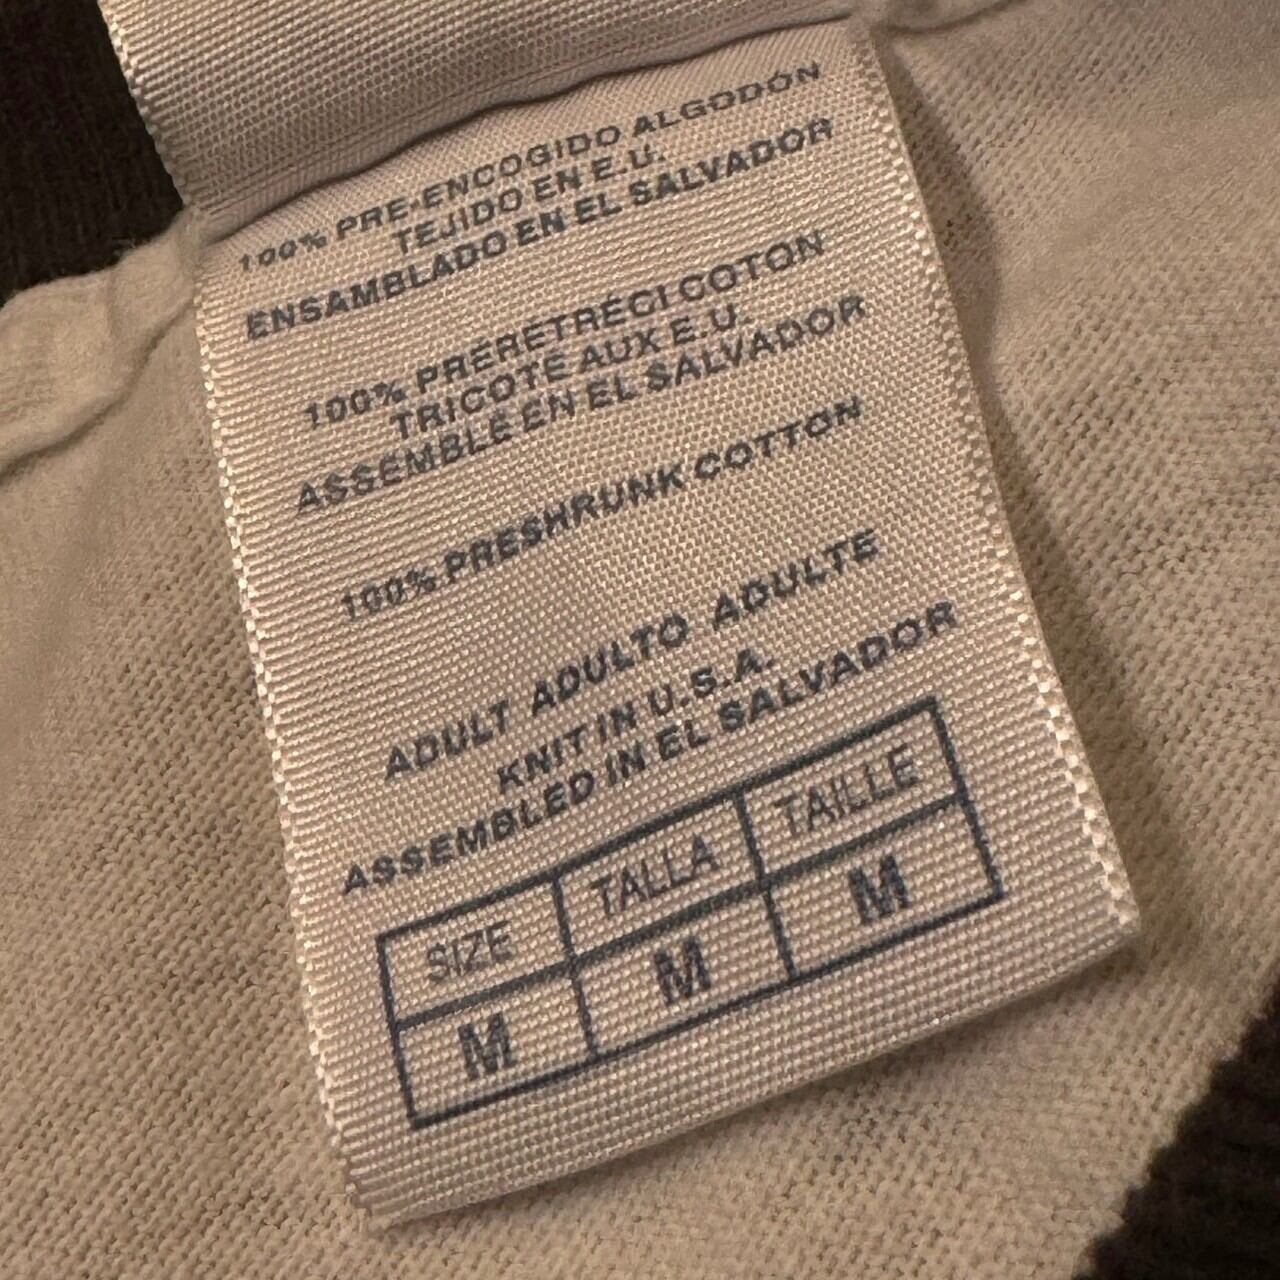 100% PRE-ENCOGIDO ALGODÓN
TEJIDO EN E.U.
ENSAMBLADO EN EL SALVADOR
100% PRÉRETRÉCI COTON
TRICOTÉ AUX E.U.
ASSEMBLÉ EN EL SALVADOR
100% PRESHRUNK COTTON
ADULT ADULTO ADULTE
KNIT IN U.S.A.
ASSEMBLED IN EL SALVADOR
SIZE TALLA TAILLE
M M M